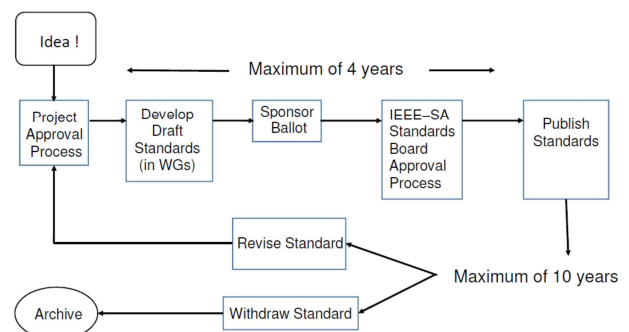 Idea !
Maximum of 4 years
Project
Approval
Process
Develop
Draft
Standards
(in WGs)
Sponsor
Ballot
IEEE–SA
Standards
Board
Approval
Process
Publish
Standards
Revise Standard
Maximum of 10 years
Archive
Withdraw Standard